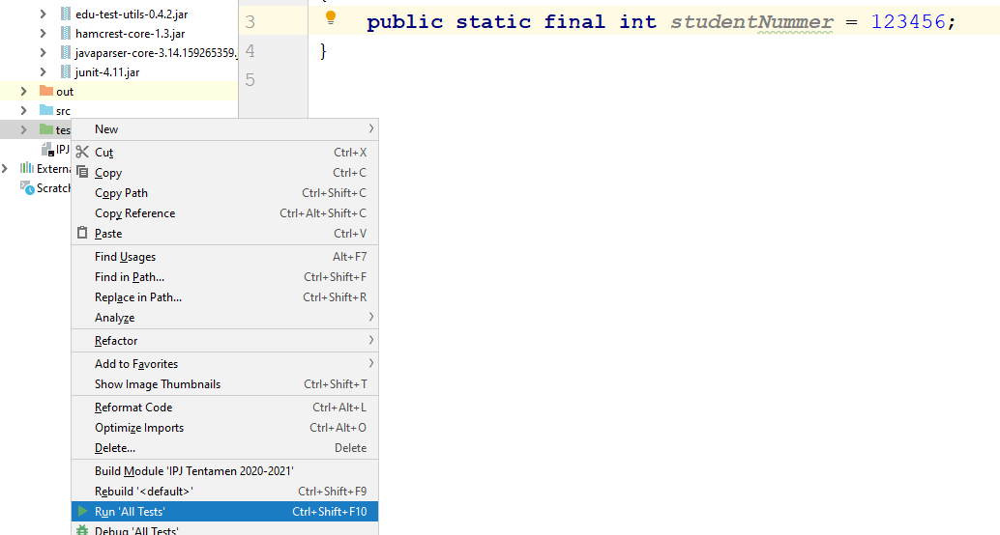 edu-test-utils-0.4.2.jar
hamcrest-core-1.3.jar
javaparser-core-3.14.159265359.
junit-4.11.jar
out
src
tes
IPJ
Externa
Scratch
3 public static final int studentNummer = 123456;
4 }
5
New
Cut Ctrl+X
Copy Ctrl+C
Copy Path Ctrl+Shift+C
Copy Reference Ctrl+Alt+Shift+C
Paste Ctrl+V
Find Usages Alt+F7
Find in Path... Ctrl+Shift+F
Replace in Path... Ctrl+Shift+R
Analyze
Refactor
Add to Favorites
Show Image Thumbnails Ctrl+Shift+T
Reformat Code Ctrl+Alt+L
Optimize Imports Ctrl+Alt+O
Delete... Delete
Build Module 'IPJ Tentamen 2020-2021'
Rebuild '<default>' Ctrl+Shift+F9
Run 'All Tests' Ctrl+Shift+F10
Debug 'All Tests'